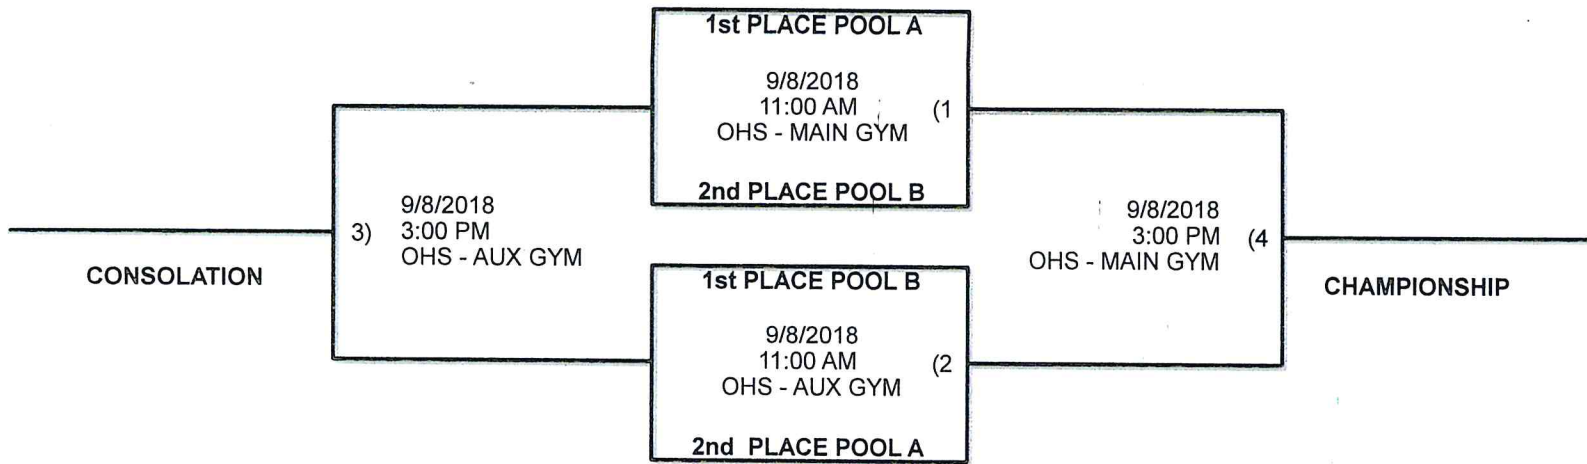 1st PLACE POOL A
9/8/2018
11:00 AM
OHS - MAIN GYM
(1
2nd PLACE POOL B
3)
9/8/2018
3:00 PM
OHS - AUX GYM
CONSOLATION
9/8/2018
3:00 PM
OHS - MAIN GYM
(4
CHAMPIONSHIP
1st PLACE POOL B
9/8/2018
11:00 AM
OHS - AUX GYM
(2
2nd PLACE POOL A